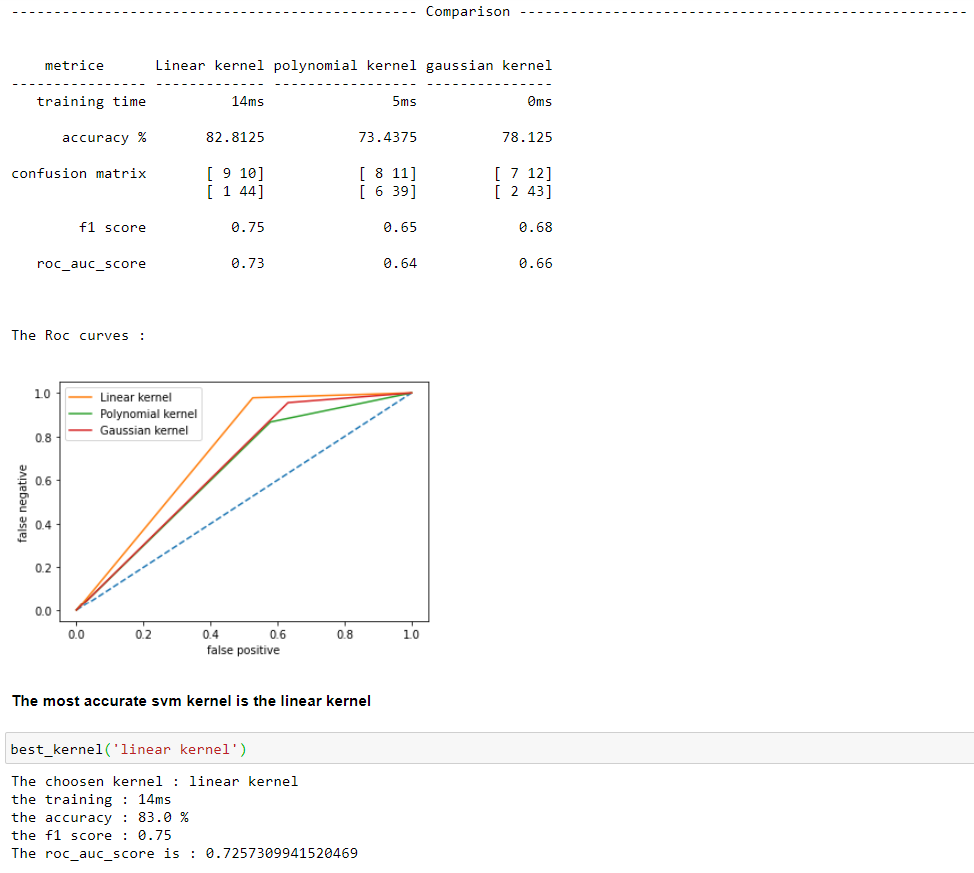 ------------------------------------------------ Comparison -----------------------------------------------------
metrice Linear kernel polynomial kernel gaussian kernel
---------------- ------------- ----------------- ---------------
training time 14ms 5ms 0ms
accuracy % 82.8125 73.4375 78.125
confusion matrix [ 9 10] [ 8 11] [ 7 12]
[ 1 44] [ 6 39] [ 2 43]
f1 score 0.75 0.65 0.68
roc_auc_score 0.73 0.64 0.66
The Roc curves :
Linear kernel
Polynomial kernel
Gaussian kernel
1.0
0.8
0.6
0.4
0.2
0.0
false negative
0.0 0.2 0.4 0.6 0.8 1.0
false positive
The most accurate svm kernel is the linear kernel
best_kernel('linear kernel')
The choosen kernel : linear kernel
the training : 14ms
the accuracy : 83.0 %
the f1 score : 0.75
The roc_auc_score is : 0.7257309941520469